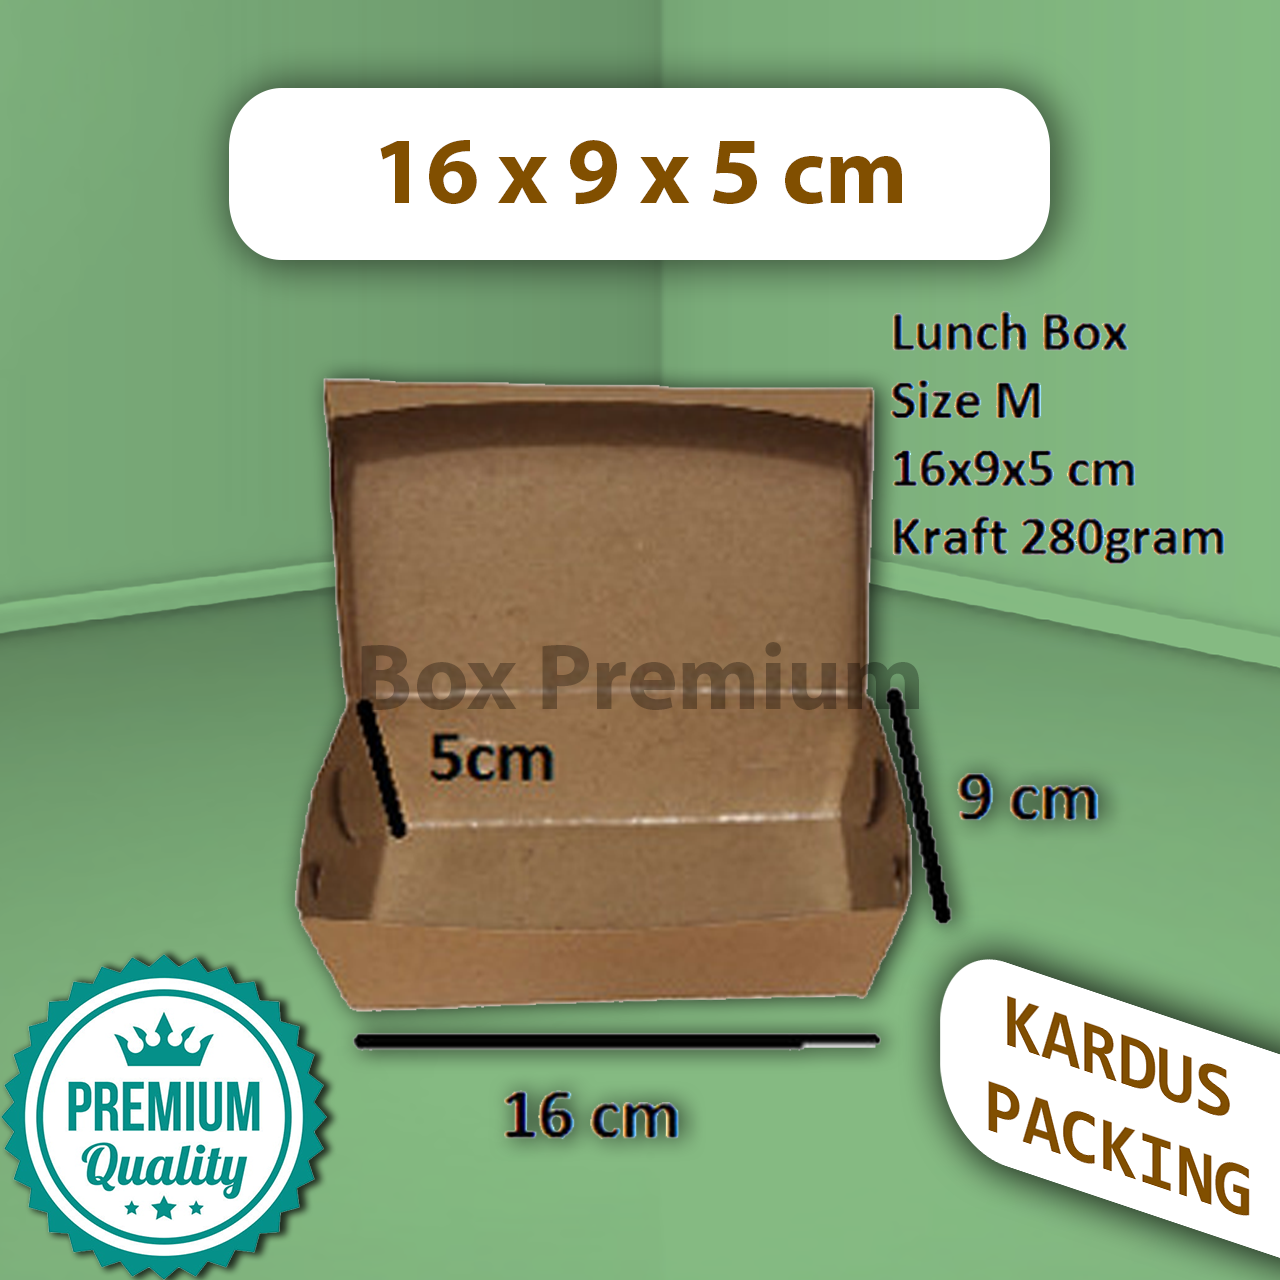 16 x 9 x 5 cm
Lunch Box
Size M
16x9x5 cm
Kraft 280gram
Box Premium
5cm
9 cm
16 cm
KARDUS
PACKING
PREMIUM
Quality